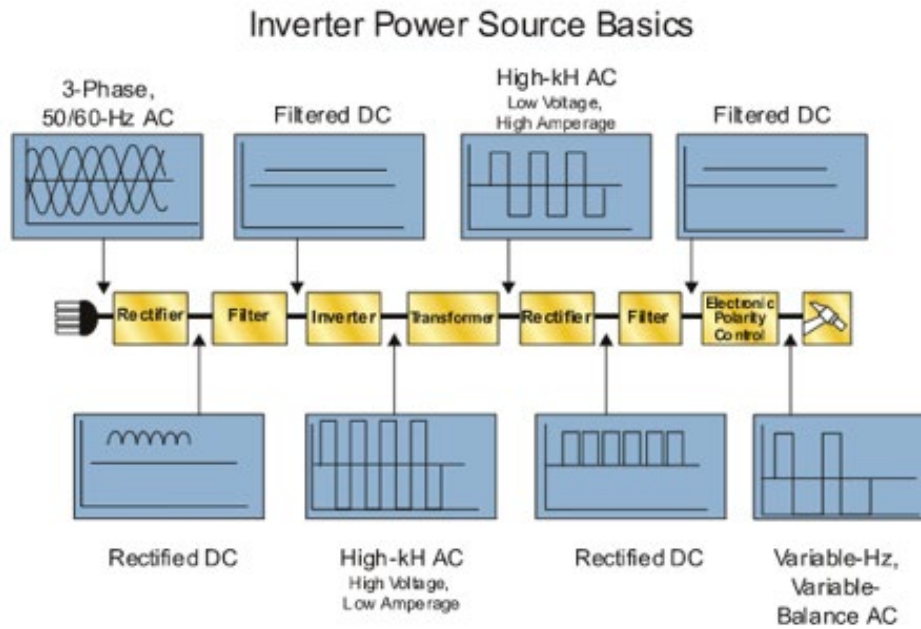 Inverter Power Source Basics
3-Phase,
50/60-Hz AC
Filtered DC
High-kH AC
Low Voltage,
High Amperage
Filtered DC
Rectifier
Filter
Inverter
Transformer
Rectifier
Filter
Electronic
Polarity
Control
Rectified DC
High-kH AC
High Voltage,
Low Amperage
Rectified DC
Variable-Hz,
Variable-
Balance AC